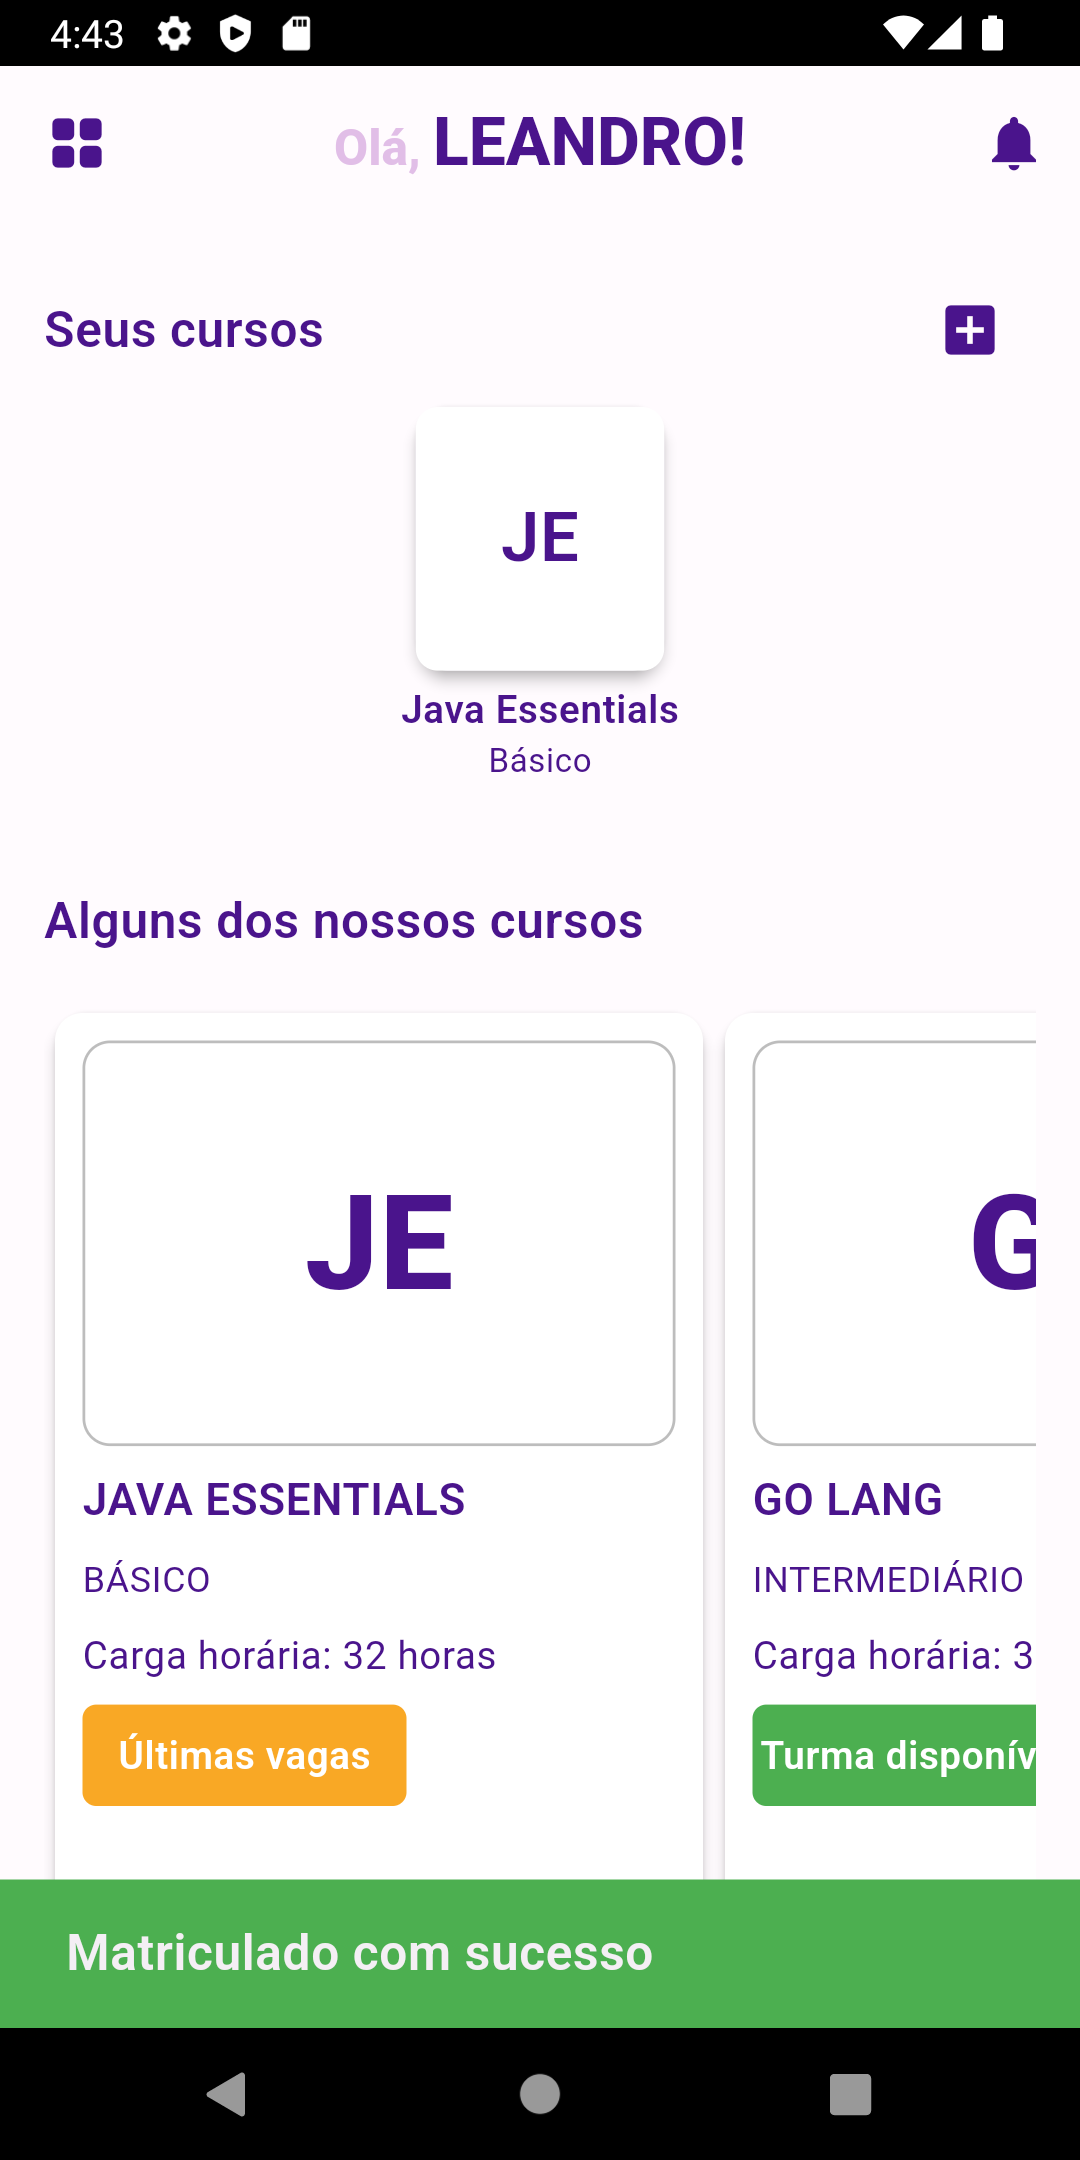 4:43
Olá, LEANDRO!
Seus cursos
JE
Java Essentials
Básico
Alguns dos nossos cursos
JE
G
JAVA ESSENTIALS
GO LANG
BÁSICO
INTERMEDIÁRIO
Carga horária: 32 horas
Carga horária: 3
Últimas vagas
Turma disponív
Matriculado com sucesso